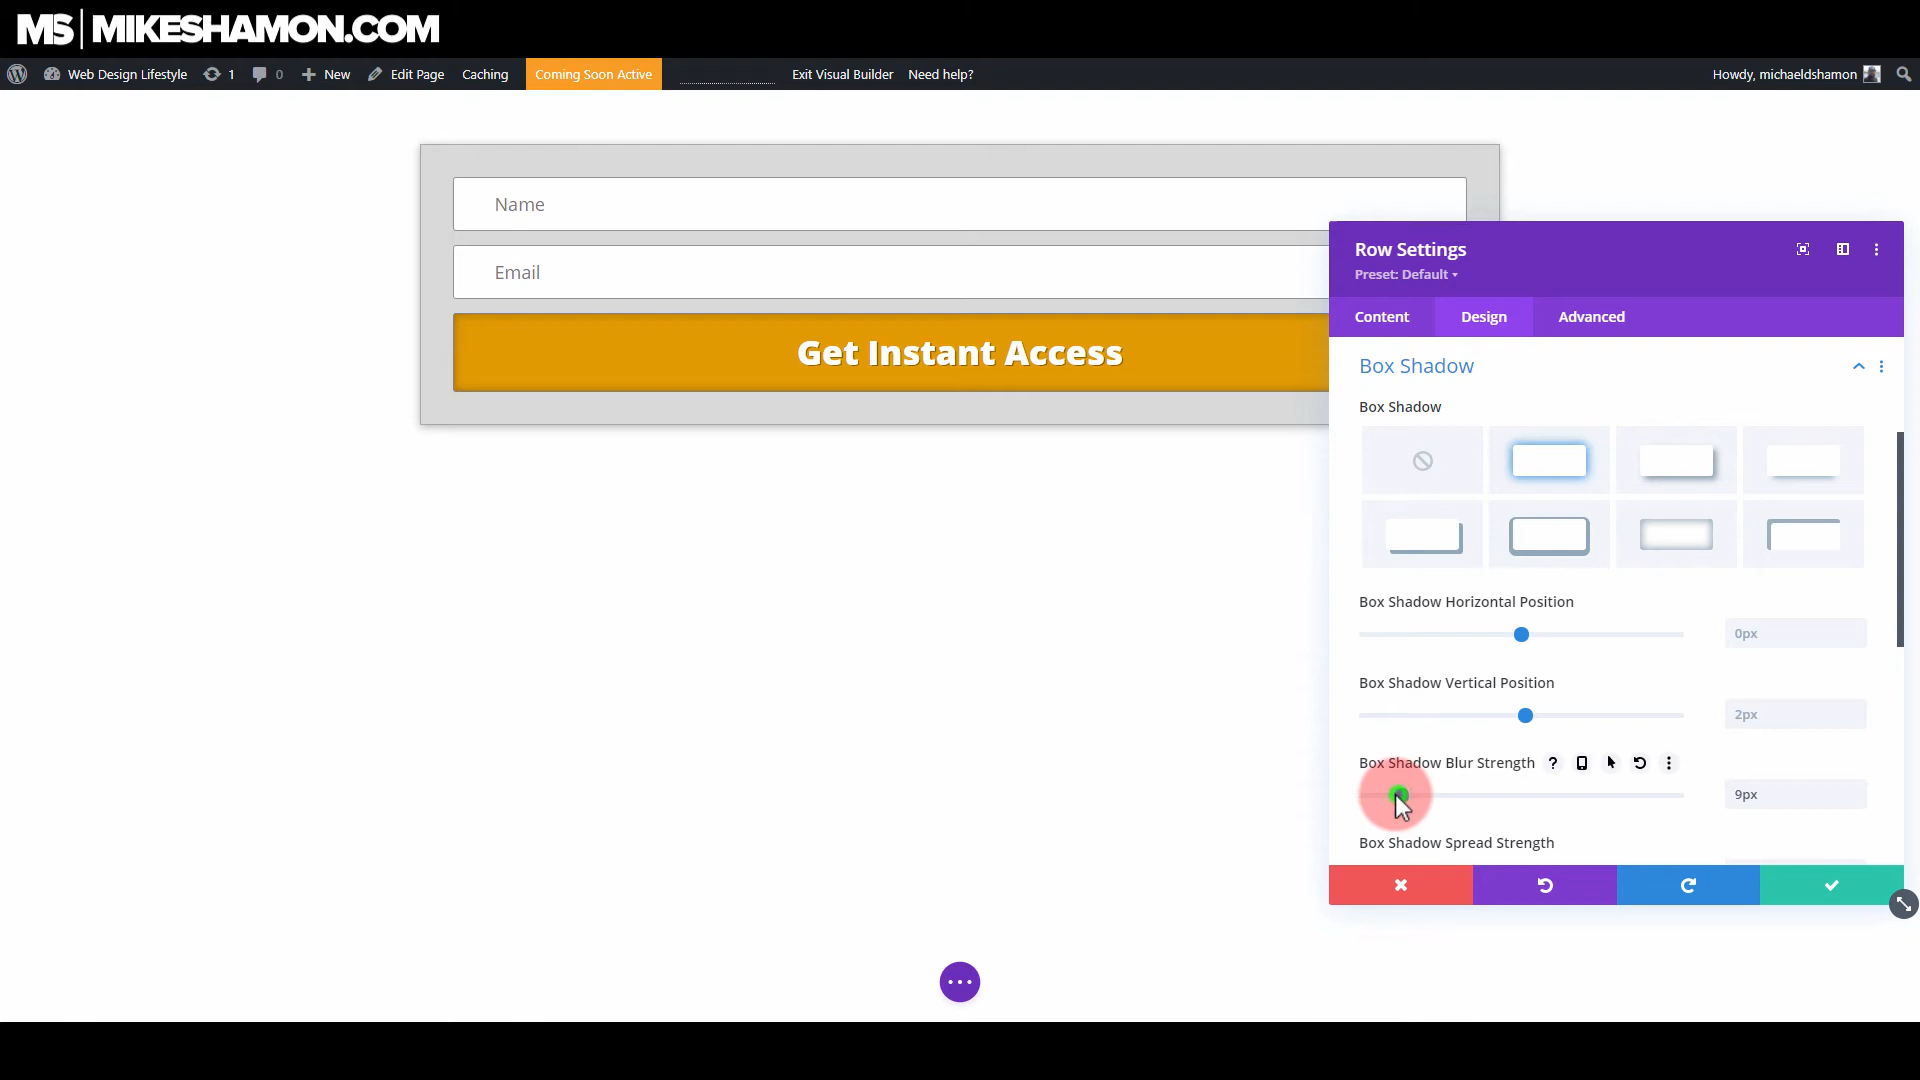 MS | MIKESHAMON.COM
Web Design Lifestyle 1 0 New Edit Page Caching Coming Soon Active Exit Visual Builder Need help? Howdy, michaeldshamon
Name
Email
Get Instant Access
Row Settings
Preset: Default
Content Design Advanced
Box Shadow
Box Shadow
Box Shadow Horizontal Position
0px
Box Shadow Vertical Position
2px
Box Shadow Blur Strength ?
9px
Box Shadow Spread Strength